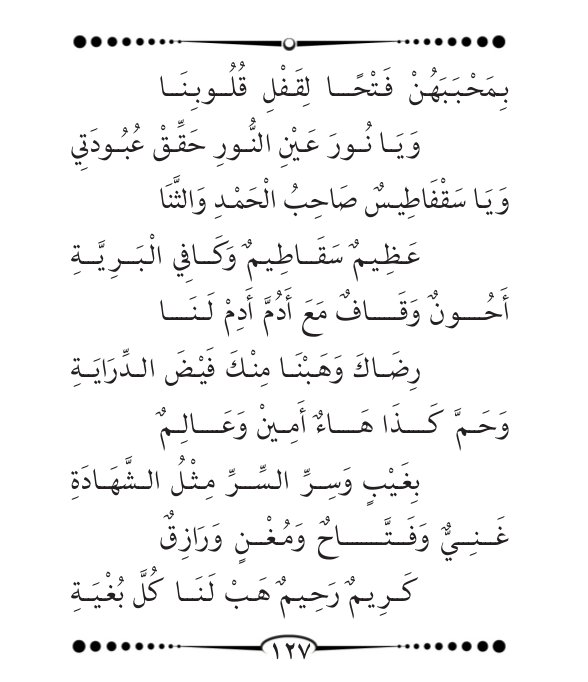 بِمَحْبَبَهُنْ فَتْحًا لِقَفْلِ قُلُوبِنَا
وَيَا نُورَ عَيْنِ النُّورِ حَقِّقْ عُبُودَتِي
وَيَا سَقْفَاطِيسٌ صَاحِبُ الْحَمْدِ وَالثَّنَا
عَظِيمٌ سَقَاطِيمٌ وَكَافِي الْبَرِيَّةِ
أَحُونٌ وَقَافٌ مَعَ أَدُمَّ أَدِمْ لَنَا
رِضَاكَ وَهَبْنَا مِنْكَ فَيْضَ الدِّرَايَةِ
وَحَمَّ كَذَا هَاءٌ أَمِينْ وَعَالِمٌ
بِغَيْبٍ وَسِرِّ السِّرِّ مِثْلُ الشَّهَادَةِ
غَنِيٌّ وَفَتَّاحٌ وَمُغْنٍ وَرَازِقٌ
كَرِيمٌ رَحِيمٌ هَبْ لَنَا كُلَّ بُغْيَةِ
١٢٧